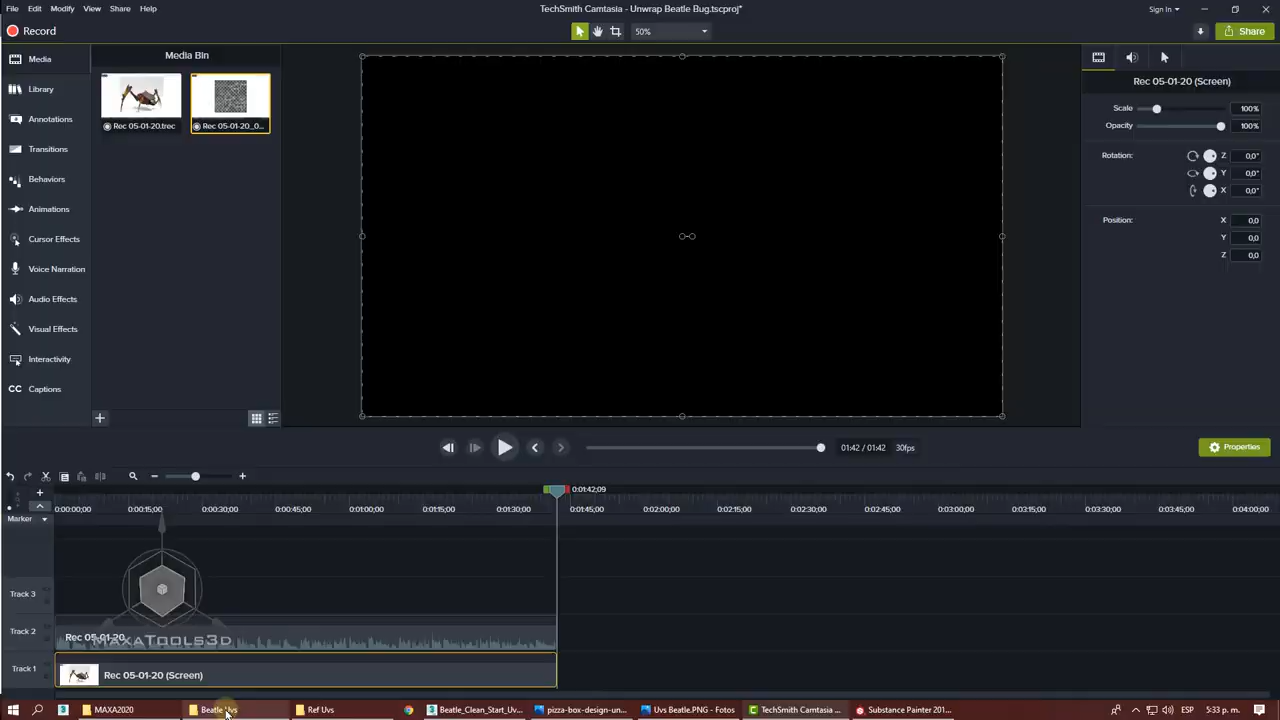 File Edit Modify View Share Help
TechSmith Camtasia - Unwrap Beatle Bug.tscproj*
Sign In
Record
50%
Share
Media
Library
Annotations
Transitions
Behaviors
Animations
Cursor Effects
Voice Narration
Audio Effects
Visual Effects
Interactivity
CC Captions
Media Bin
Rec 05-01-20.trec
Rec 05-01-20_0...
Rec 05-01-20 (Screen)
Scale 100%
Opacity 100%
Rotation: Z 0,0°
Y 0,0°
X 0,0°
Position: X 0,0
Y 0,0
Z 0,0
01:42 / 01:42 30fps
Properties
0:01:42;09
0:00:00;00 0:00:15;00 0:00:30;00 0:00:45;00 0:01:00;00 0:01:15;00 0:01:30;00 0:01:45;00 0:02:00;00 0:02:15;00 0:02:30;00 0:02:45;00 0:03:00;00 0:03:15;00 0:03:30;00 0:03:45;00 0:04:00;00
Marker
Track 3
Track 2
Rec 05-01-20
MAXATOOLS3D
Track 1
Rec 05-01-20 (Screen)
MAXA2020
Beatle Uvs
Ref Uvs
Beatle_Clean_Start_Uv...
pizza-box-design-un...
Uvs Beatle.PNG - Fotos
TechSmith Camtasia ...
Substance Painter 201...
ESP
5:33 p. m.